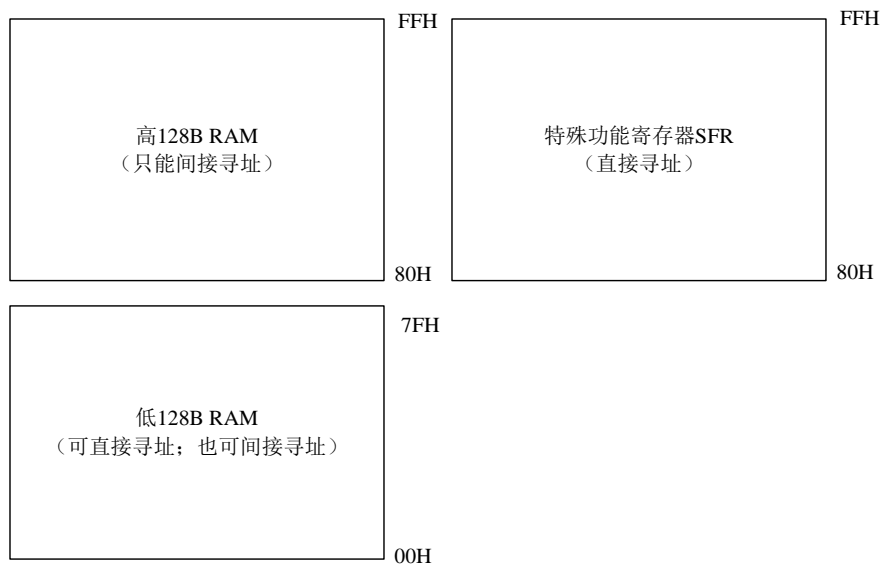 FFH
高128B RAM
（只能间接寻址）
80H
FFH
特殊功能寄存器SFR
（直接寻址）
80H
7FH
低128B RAM
（可直接寻址；也可间接寻址）
00H